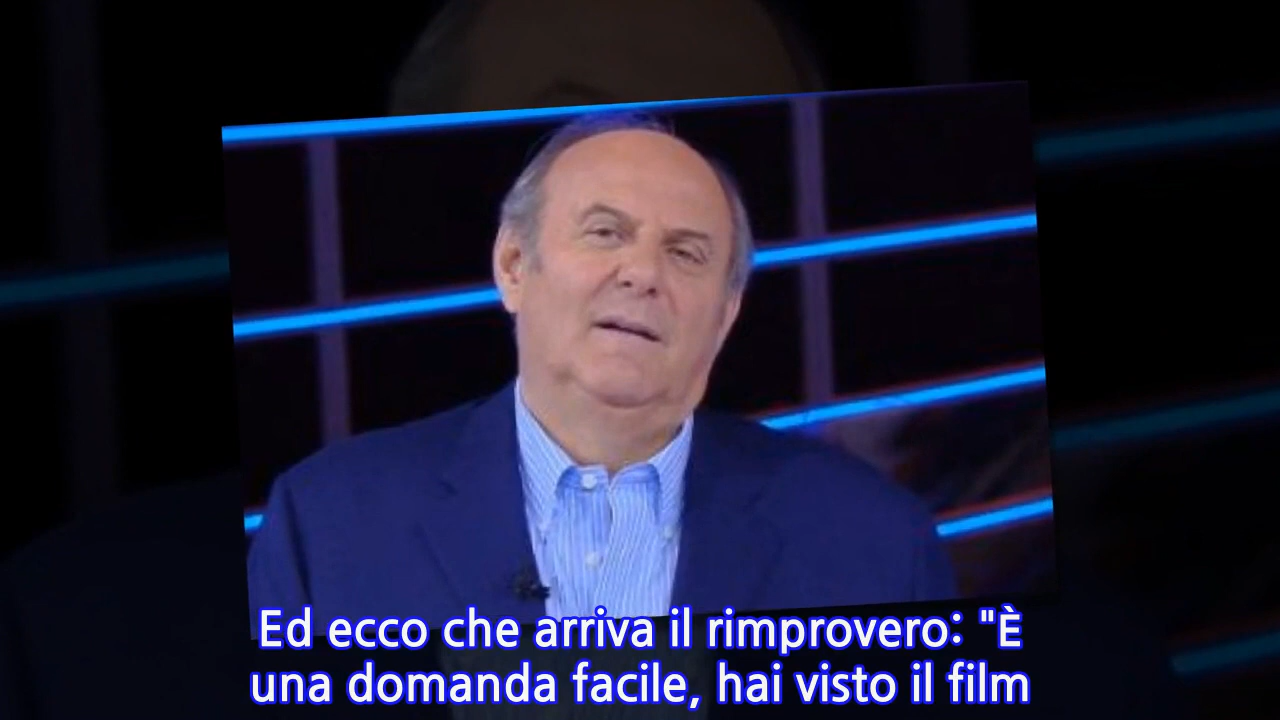 Ed ecco che arriva il rimprovero: "È
una domanda facile, hai visto il film